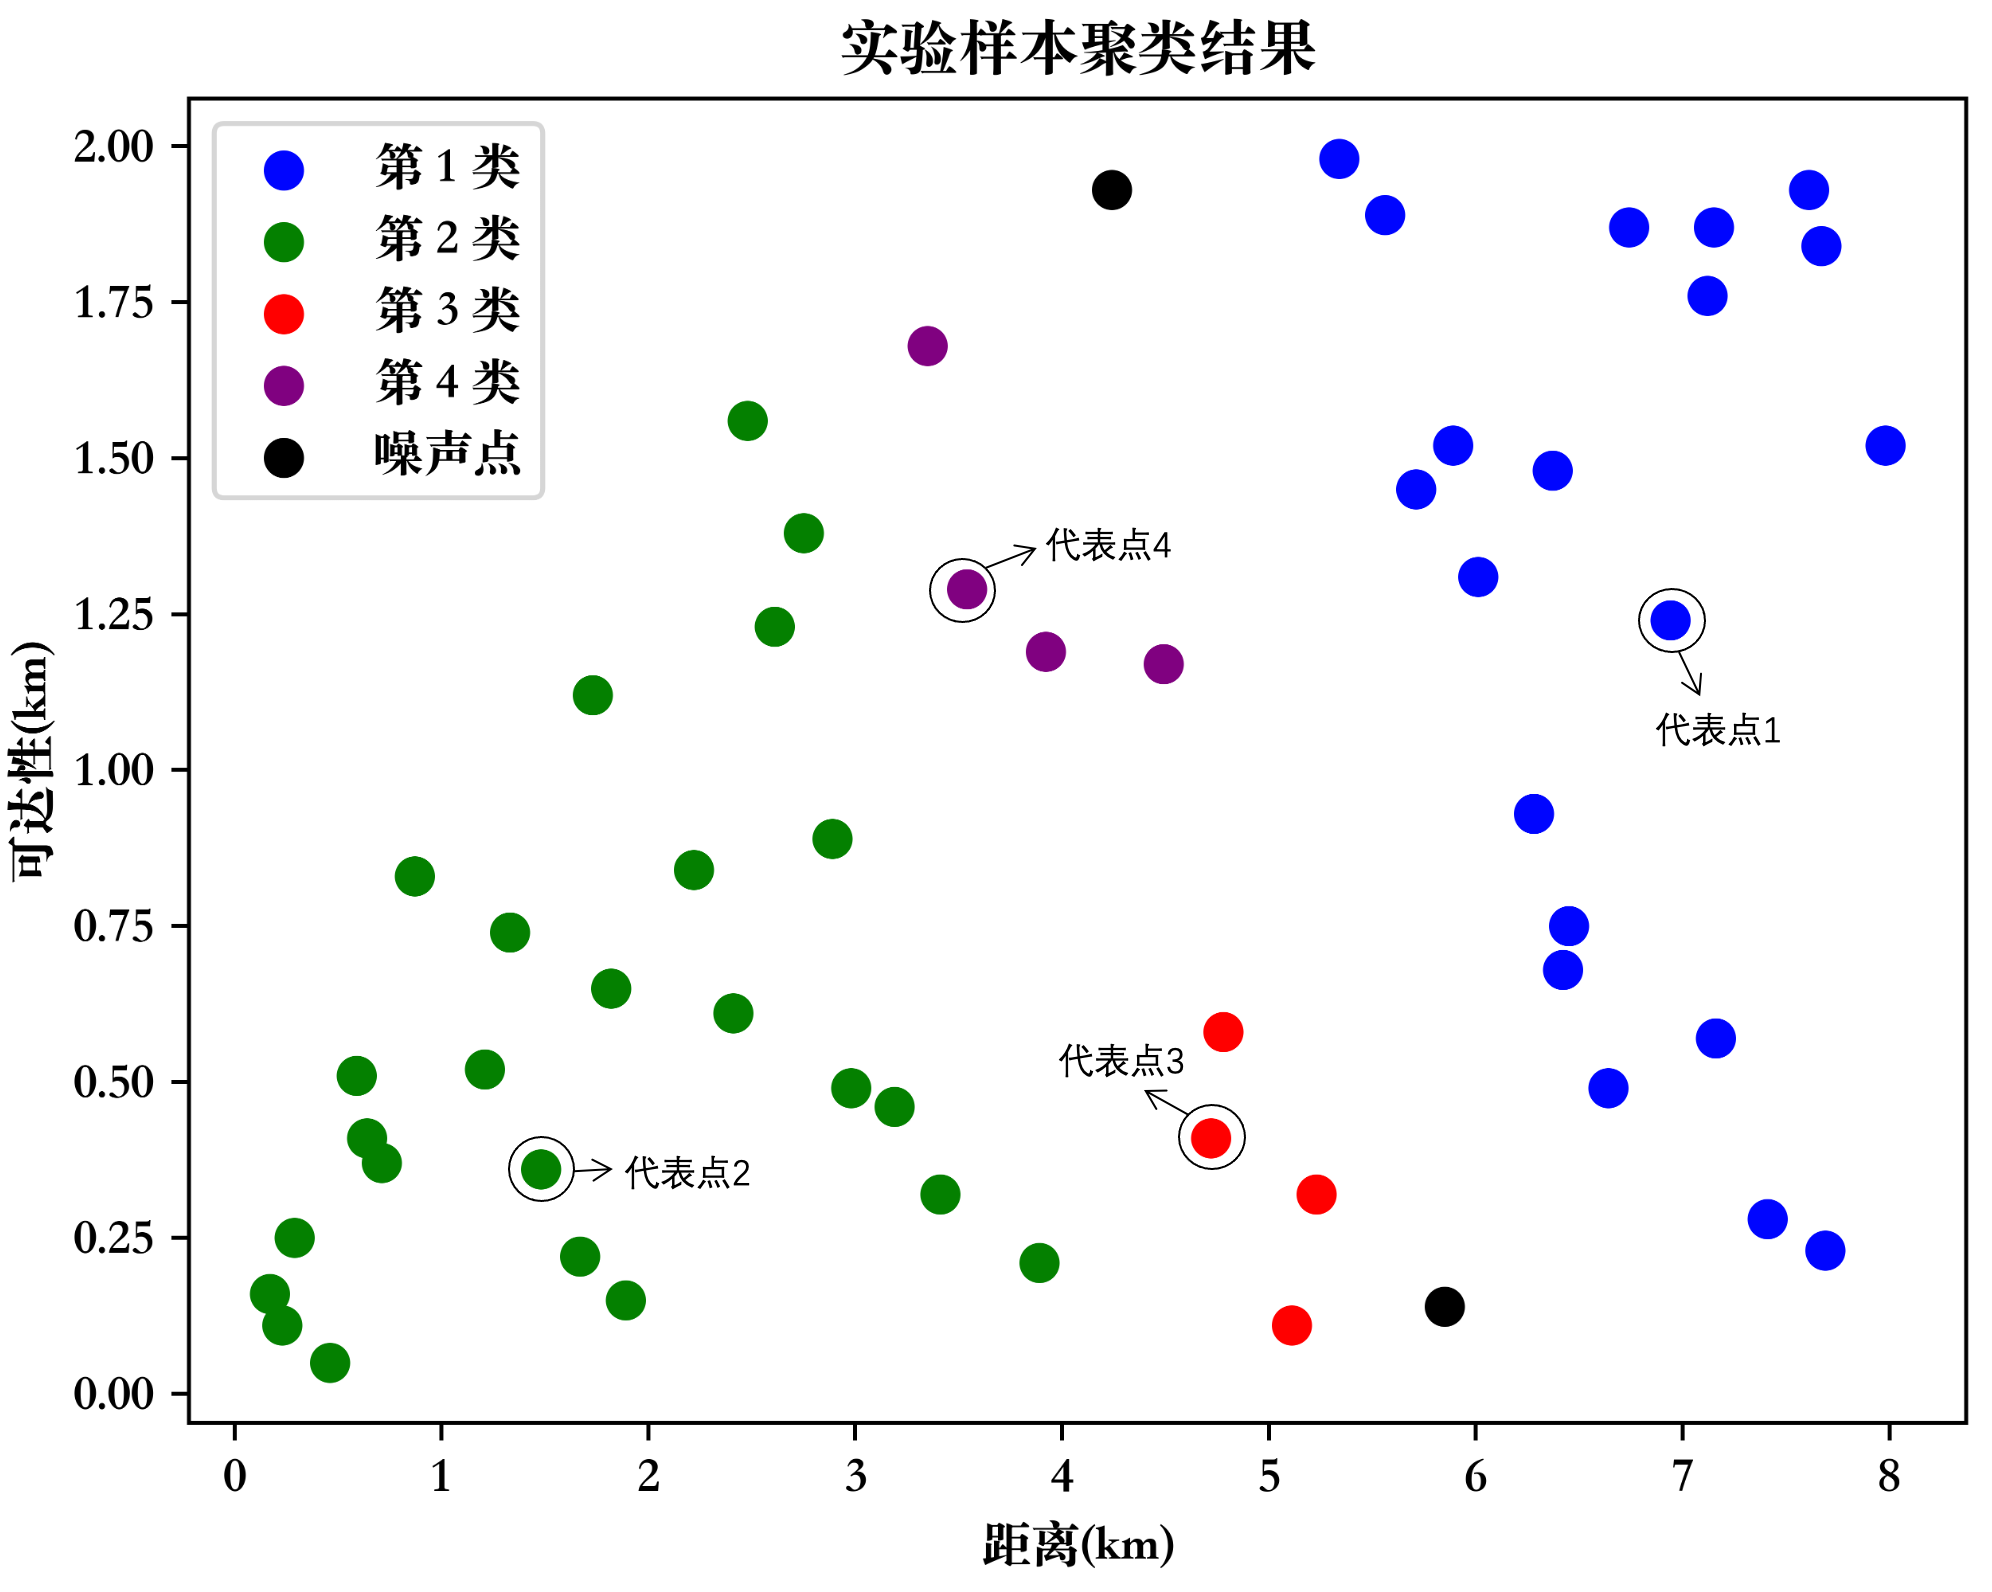 实验样本聚类结果
第 1 类
第 2 类
第 3 类
第 4 类
噪声点
代表点4
代表点1
代表点3
代表点2
可达性(km)
2.00
1.75
1.50
1.25
1.00
0.75
0.50
0.25
0.00
0 1 2 3 4 5 6 7 8
距离(km)